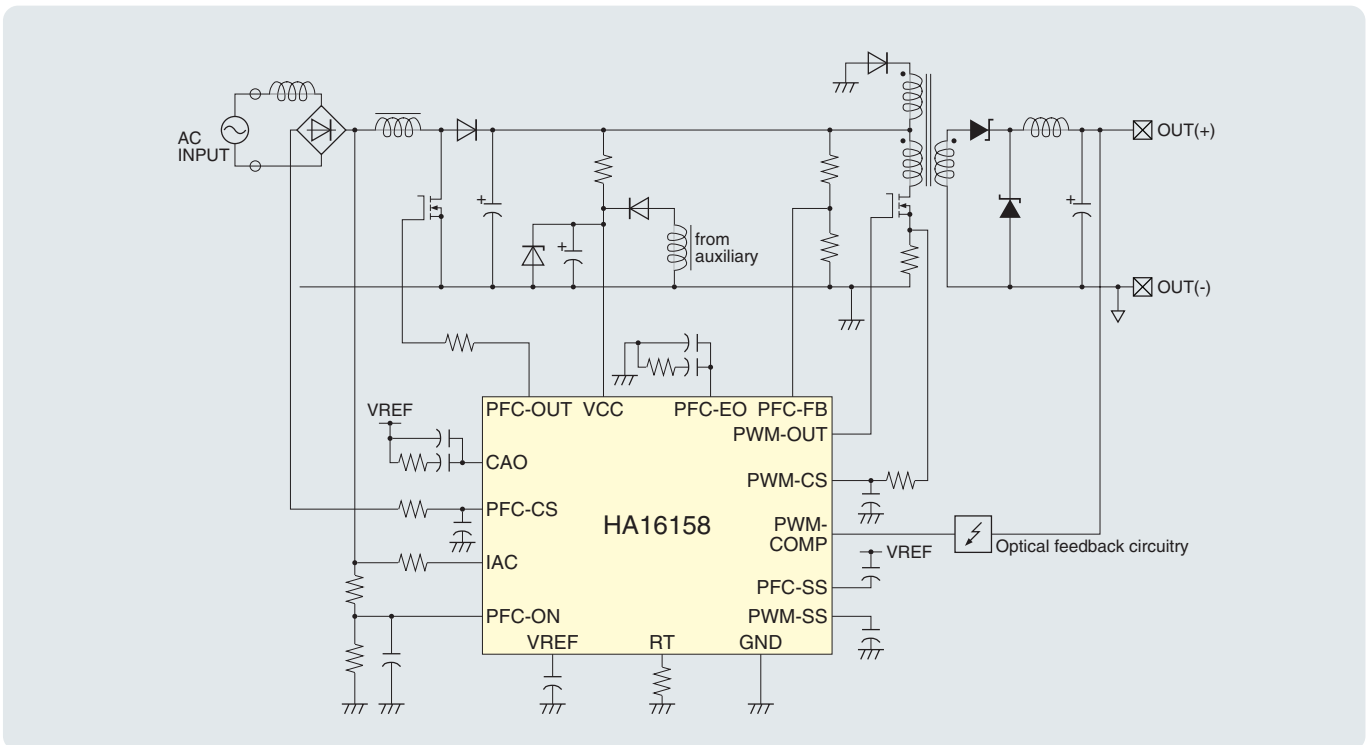 AC
INPUT
OUT(+)
from
auxiliary
OUT(-)
VREF
PFC-OUT VCC PFC-EO PFC-FB
PWM-OUT
CAO
PWM-CS
PFC-CS
HA16158
PWM-
COMP
Optical feedback circuitry
VREF
IAC
PFC-SS
PFC-ON
PWM-SS
VREF RT GND